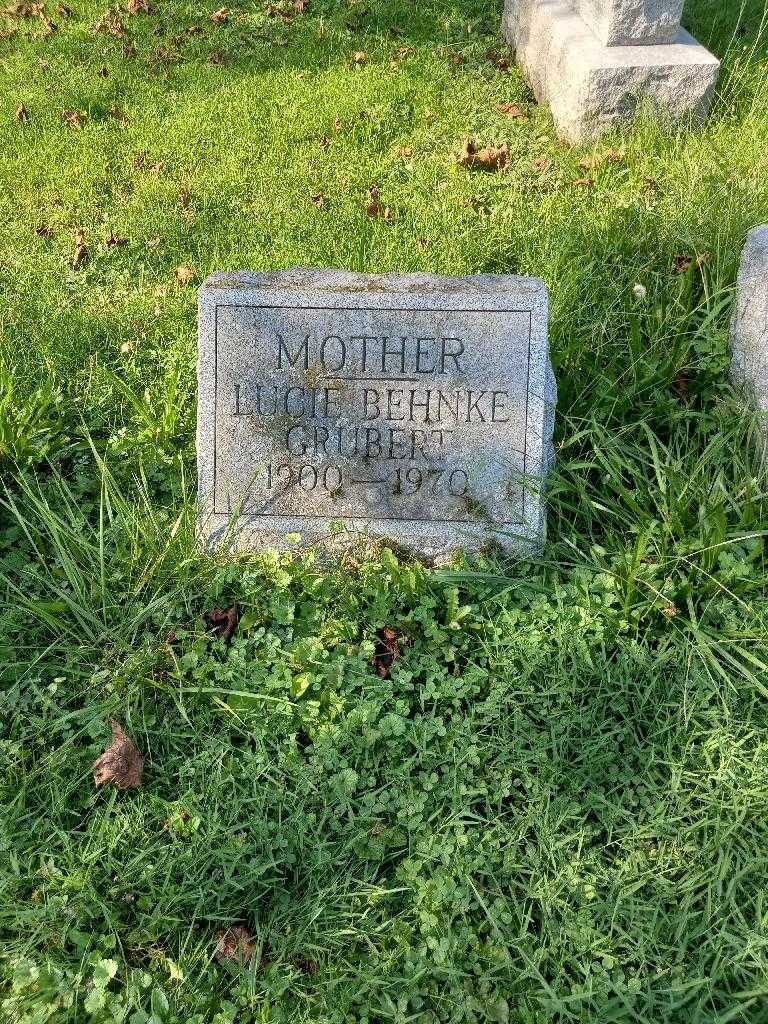 MOTHER
LUCIE BEHNKE
GRUBERT
1900—1970